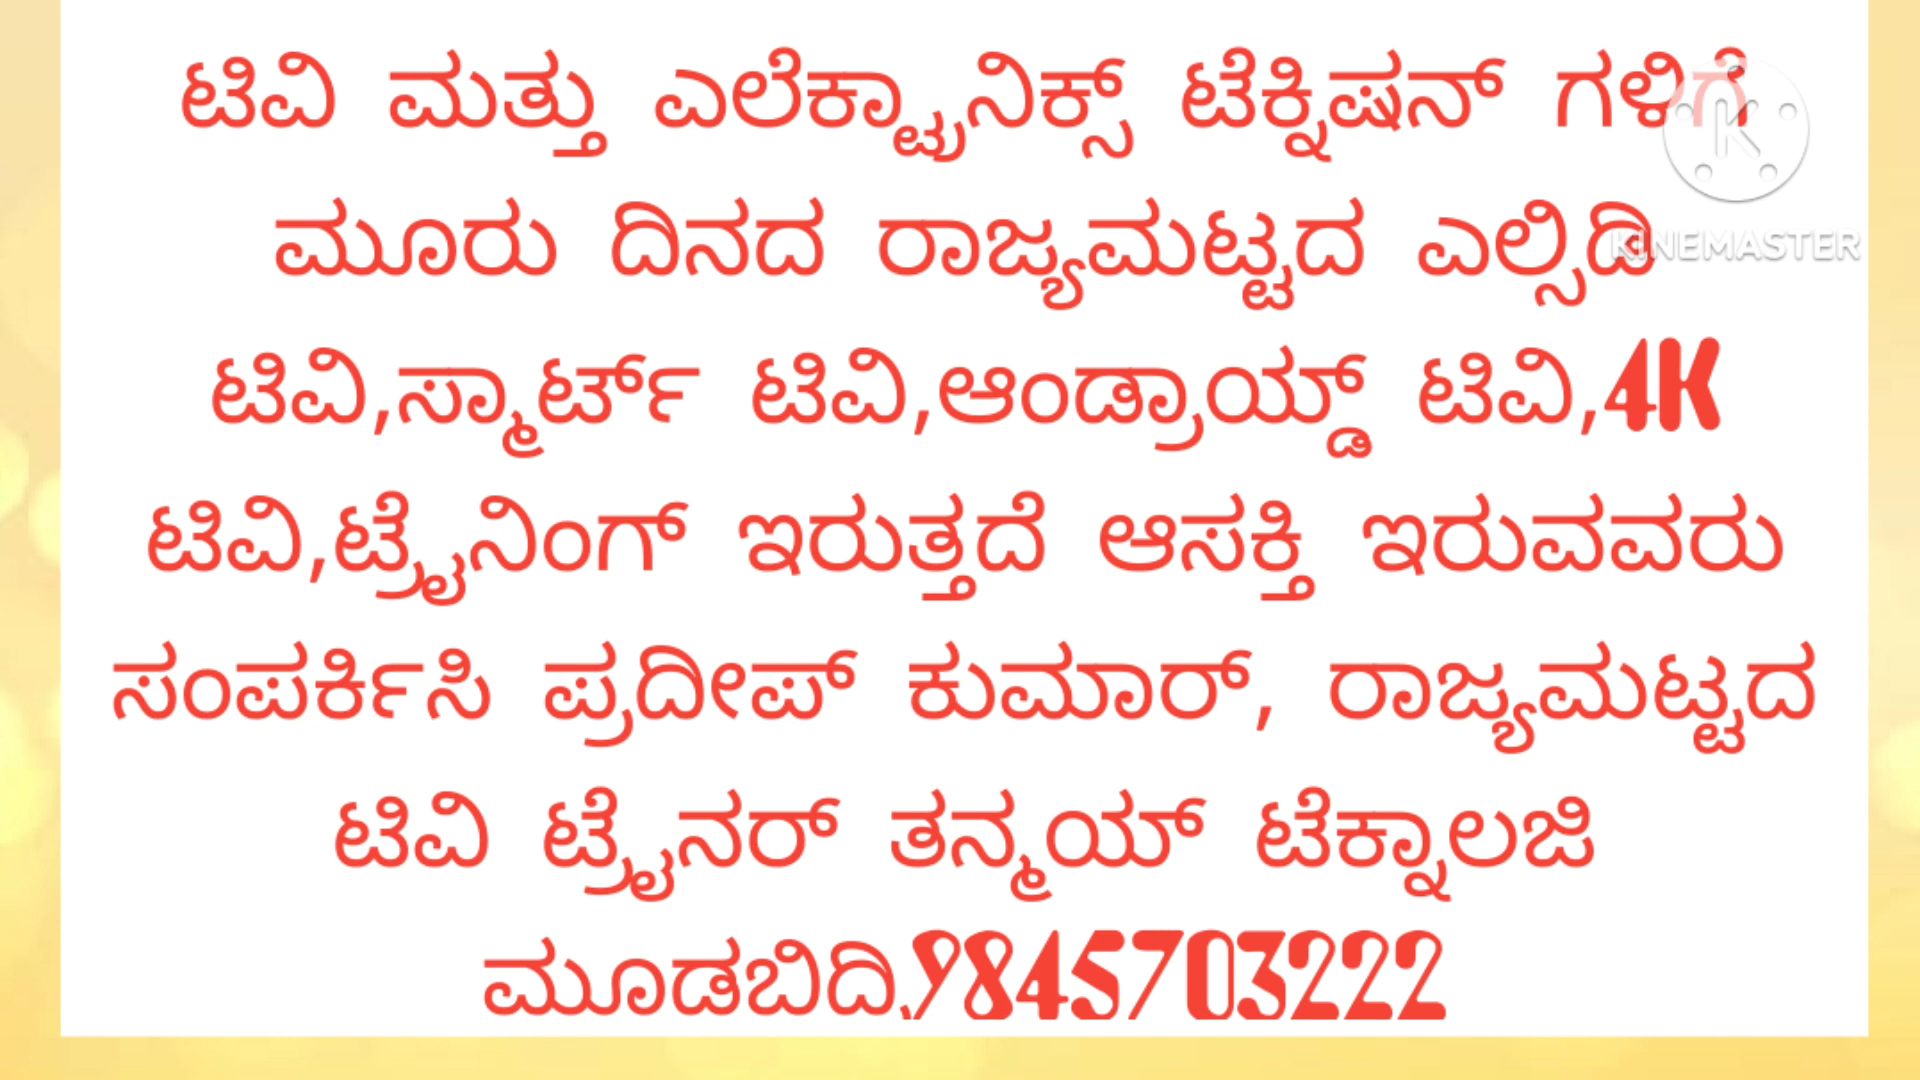 ಟಿವಿ ಮತ್ತು ಎಲೆಕ್ಟ್ರಾನಿಕ್ಸ್ ಟೆಕ್ನಿಷನ್ ಗಳಿಗೆ
ಮೂರು ದಿನದ ರಾಜ್ಯಮಟ್ಟದ ಎಲ್ಸಿಡಿ
ಟಿವಿ,ಸ್ಮಾರ್ಟ್ ಟಿವಿ,ಆಂಡ್ರಾಯ್ಡ್ ಟಿವಿ,4K
ಟಿವಿ,ಟ್ರೈನಿಂಗ್ ಇರುತ್ತದೆ ಆಸಕ್ತಿ ಇರುವವರು
ಸಂಪರ್ಕಿಸಿ ಪ್ರದೀಪ್ ಕುಮಾರ್, ರಾಜ್ಯಮಟ್ಟದ
ಟಿವಿ ಟ್ರೈನರ್ ತನ್ಮಯ್ ಟೆಕ್ನಾಲಜಿ
ಮೂಡಬಿದಿ,9845703222
K
KINEMASTER